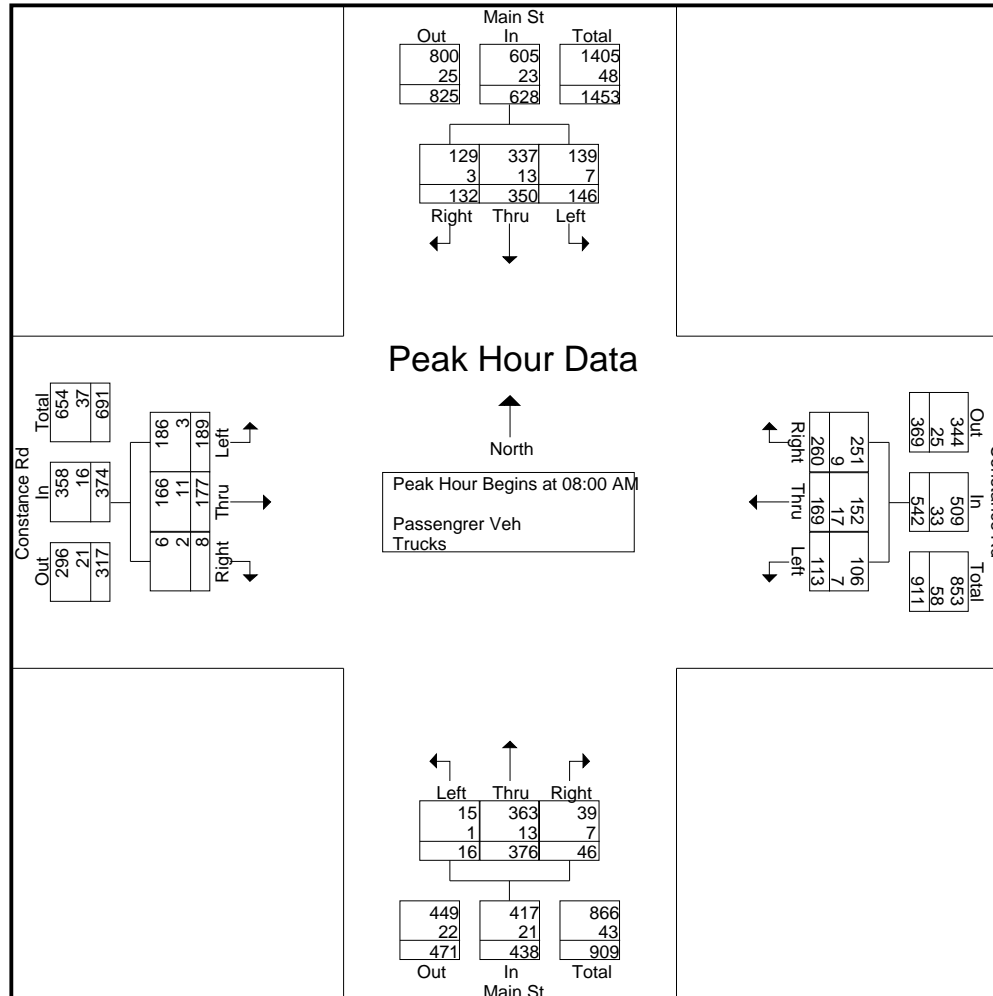 Main St
Out In Total
800 605 1405
25 23 48
825 628 1453
129 337 139
3 13 7
132 350 146
Right Thru Left
Peak Hour Data
North
Peak Hour Begins at 08:00 AM
Passengrer Veh
Trucks
Constance Rd
Out In Total
296 358 654
21 16 37
317 374 691
6 166 186
2 11 3
8 177 189
Right Thru Left
Out In Total
344 509 853
25 33 58
369 542 911
251 152 106
9 17 7
260 169 113
Right Thru Left
Left Thru Right
15 363 39
1 13 7
16 376 46
449 417 866
22 21 43
471 438 909
Out In Total
Main St